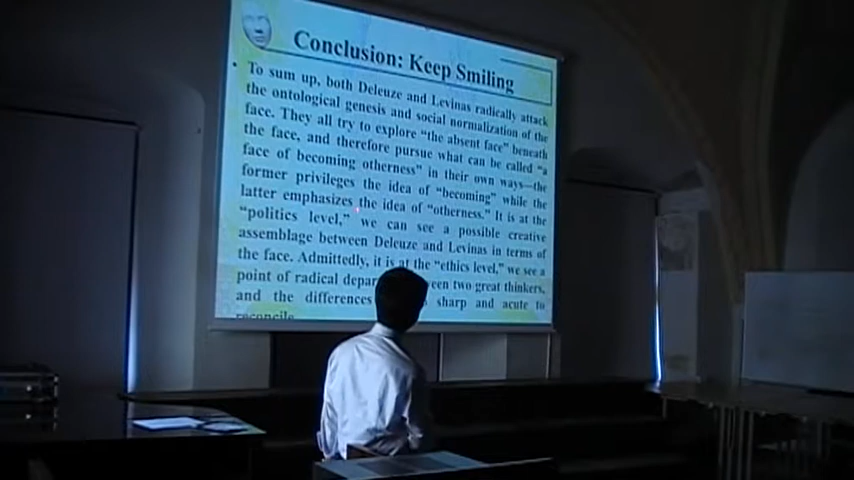 Conclusion: Keep Smiling
• To sum up, both Deleuze and Levinas radically attack
the ontological genesis and social normalization of the
face. They all try to explore “the absent face” beneath
the face, and therefore pursue what can be called “a
face of becoming otherness” in their own ways—the
former privileges the idea of “becoming” while the
latter emphasizes the idea of “otherness.” It is at the
“politics level,” we can see a possible creative
assemblage between Deleuze and Levinas in terms of
the face. Admittedly, it is at the “ethics level,” we see a
point of radical two great thinkers,
and the differences sharp and acute to
reconcile